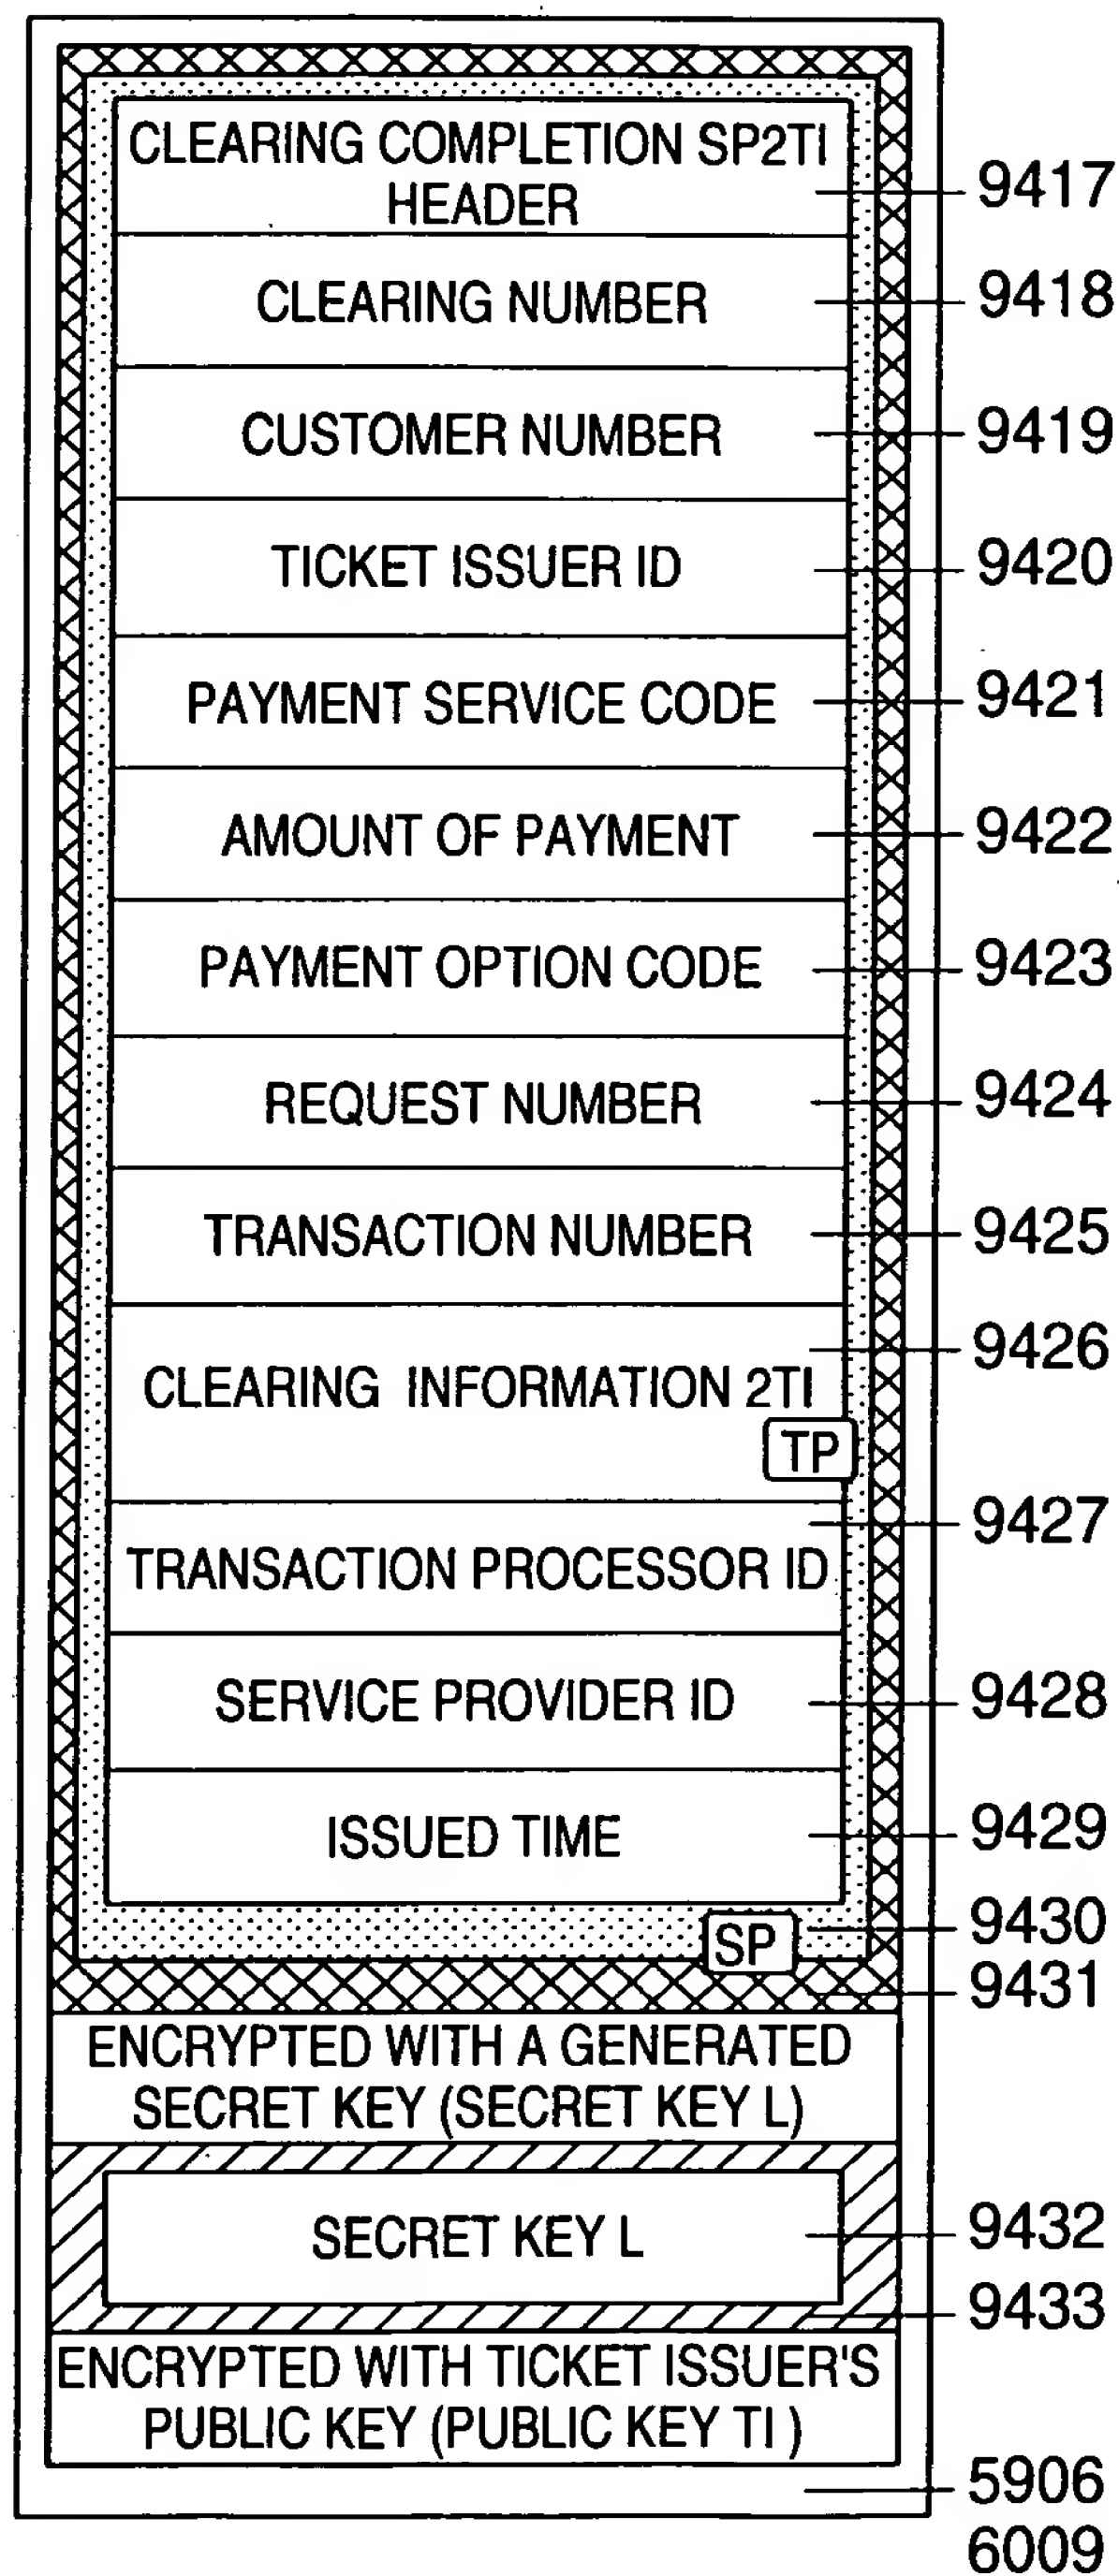 CLEARING COMPLETION SP2TI
HEADER
9417
CLEARING NUMBER
9418
CUSTOMER NUMBER
9419
TICKET ISSUER ID
9420
PAYMENT SERVICE CODE
9421
AMOUNT OF PAYMENT
9422
PAYMENT OPTION CODE
9423
REQUEST NUMBER
9424
TRANSACTION NUMBER
9425
9426
CLEARING INFORMATION 2TI
TP
9427
TRANSACTION PROCESSOR ID
SERVICE PROVIDER ID
9428
ISSUED TIME
9429
9430
SP
9431
ENCRYPTED WITH A GENERATED
SECRET KEY (SECRET KEY L)
SECRET KEY L
9432
9433
ENCRYPTED WITH TICKET ISSUER'S
PUBLIC KEY (PUBLIC KEY TI )
5906
6009